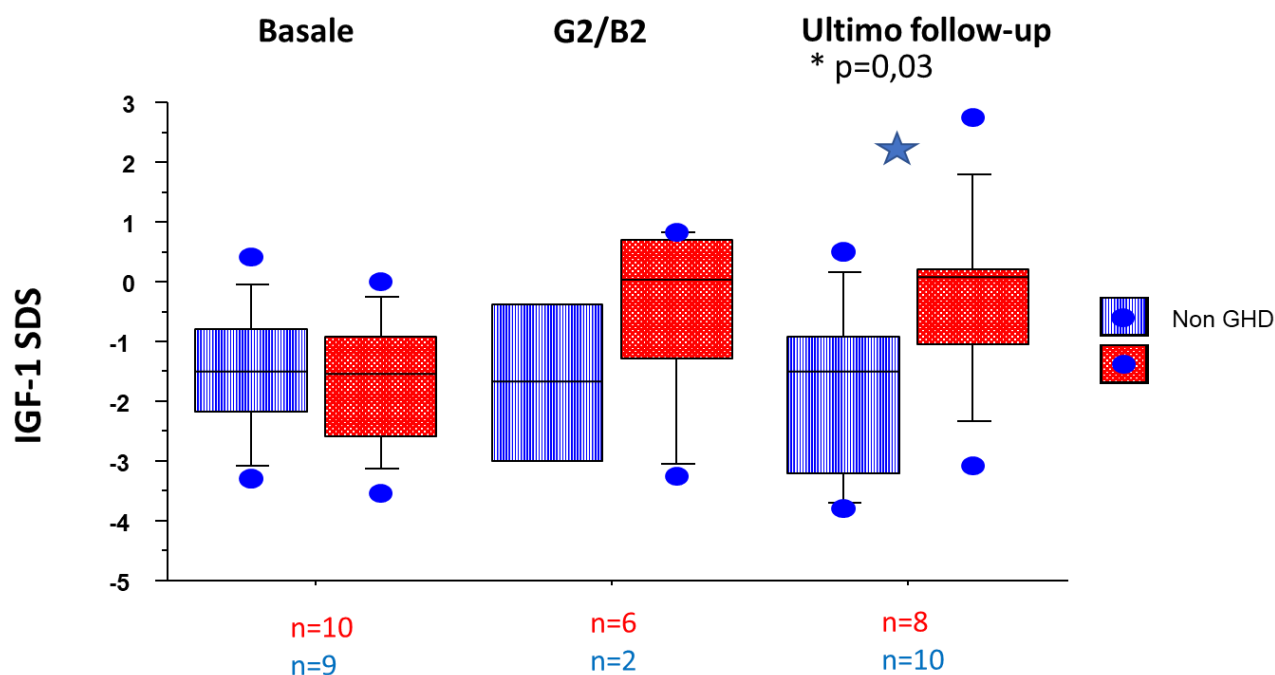 Basale
G2/B2
Ultimo follow-up
* p=0,03
IGF-1 SDS
3
2
1
0
-1
-2
-3
-4
-5
Non GHD
n=10
n=6
n=8
n=9
n=2
n=10